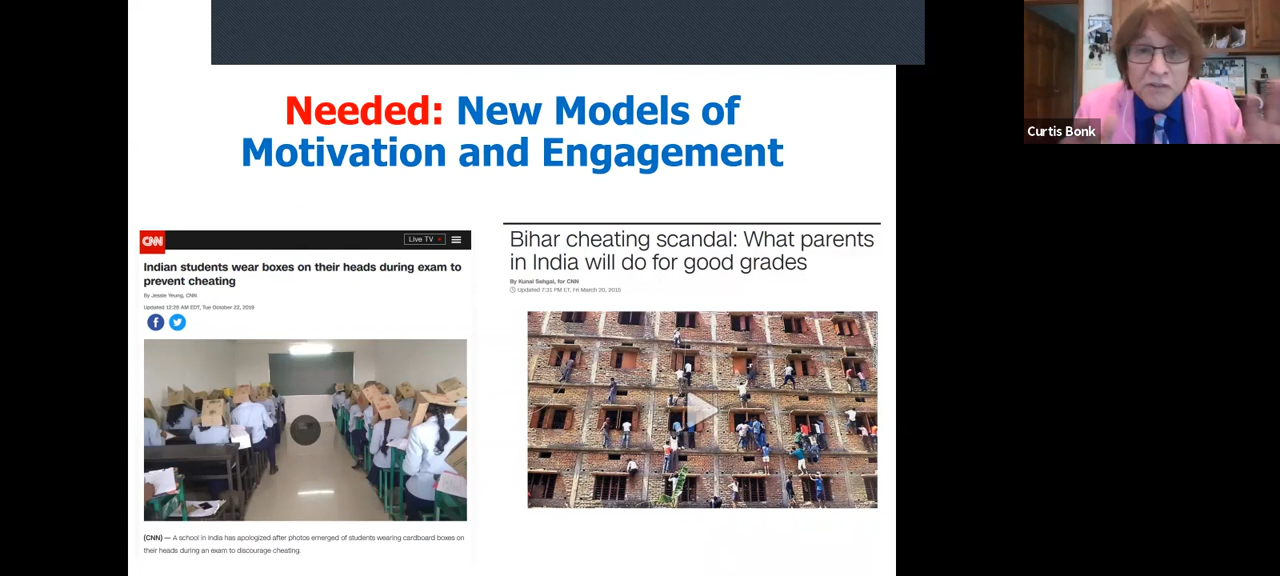 Needed: New Models of
Motivation and Engagement
CNN
Live TV
Indian students wear boxes on their heads during exam to
prevent cheating
By Jessie Yeung, CNN
Updated 12:26 AM EDT, Tue October 22, 2019
(CNN) — A school in India has apologized after photos emerged of students wearing cardboard boxes on
their heads during an exam to discourage cheating.
Bihar cheating scandal: What parents
in India will do for good grades
By Kunal Sehgal, for CNN
Updated 7:31 PM ET, Fri March 20, 2015
Curtis Bonk